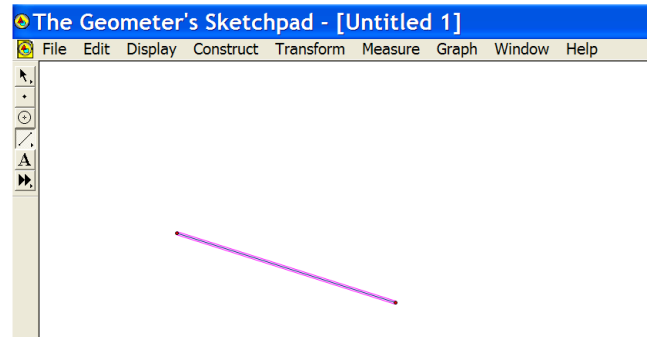 The Geometer's Sketchpad - [Untitled 1]
File Edit Display Construct Transform Measure Graph Window Help
A